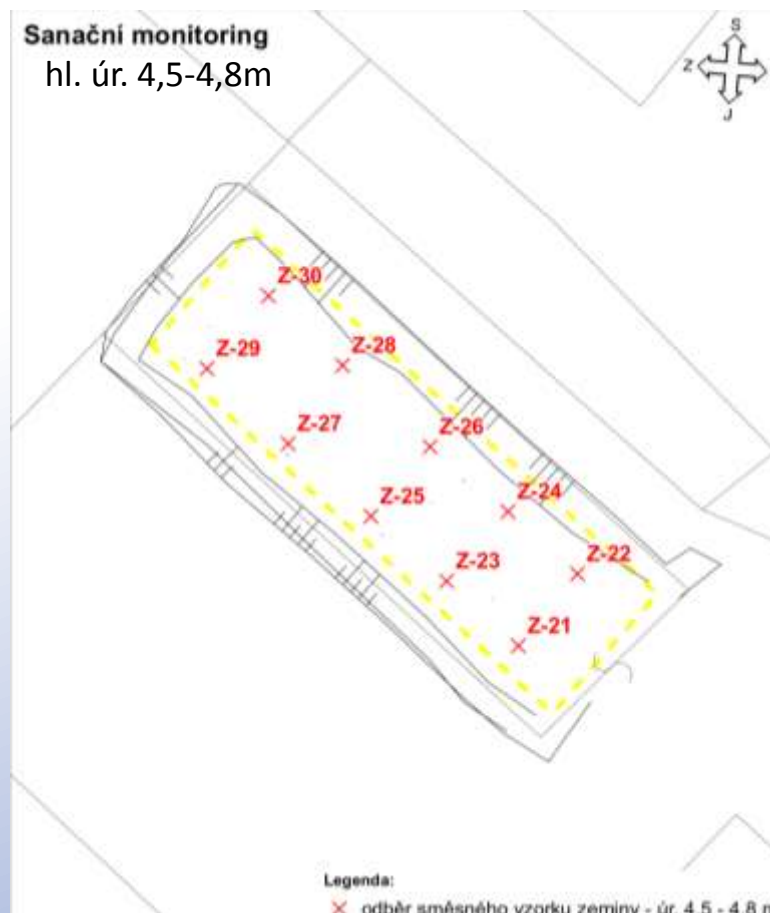 Sanační monitoring
hl. úr. 4,5-4,8m
S
Z
J
Z-30
Z-28
Z-29
Z-26
Z-27
Z-24
Z-25
Z-22
Z-23
Z-21
Legenda:
odběr směsného vzorku zeminy - úr. 4,5 - 4,8 m